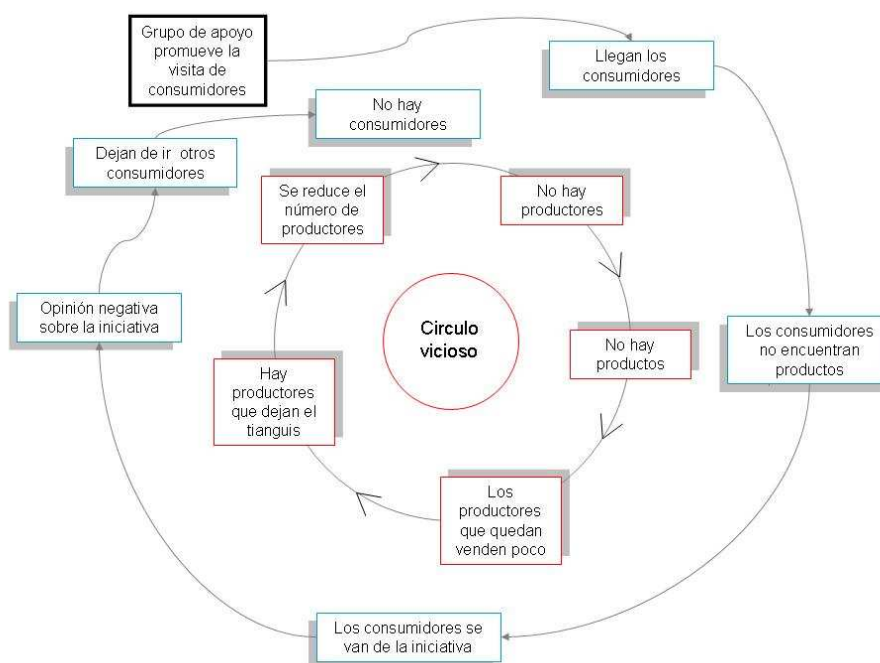 Grupo de apoyo
promueve la
visita de
consumidores
Llegan los
consumidores
No hay
consumidores
Dejan de ir otros
consumidores
Se reduce el
número de
productores
No hay
productores
Opinión negativa
sobre la iniciativa
Circulo
vicioso
No hay
productos
Los consumidores
no encuentran
productos
Hay
productores
que dejan el
tianguis
Los
productores
que quedan
venden poco
Los consumidores se
van de la iniciativa